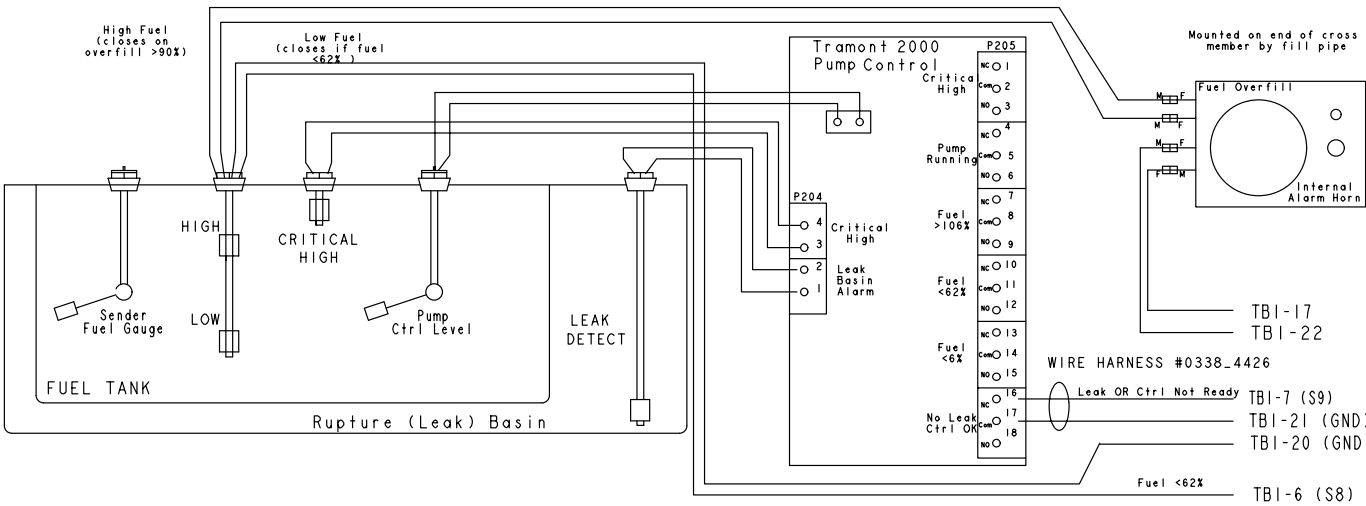 High Fuel
(closes on
overfill >90%)
Low Fuel
(closes if fuel
<62% )
Tramont 2000
Pump Control
P205
Critical
High
NC 1
Com 2
NO 3
Pump
Running
NC 4
Com 5
NO 6
Fuel
>106%
NC 7
Com 8
NO 9
Fuel
<62%
NC 10
Com 11
NO 12
Fuel
<6%
NC 13
Com 14
NO 15
No Leak
Ctrl OK
NC 16
Com 17
NO 18
P204
4
3
Critical
High
2
1
Leak
Basin
Alarm
Mounted on end of cross
member by fill pipe
Fuel Overfill
M F
M F
M F
F M
Internal
Alarm Horn
HIGH
CRITICAL
HIGH
LOW
Sender
Fuel Gauge
Pump
Ctrl Level
LEAK
DETECT
FUEL TANK
Rupture (Leak) Basin
TB1-17
TB1-22
WIRE HARNESS #0338_4426
Leak OR Ctrl Not Ready
TB1-7 (S9)
TB1-21 (GND)
TB1-20 (GND
Fuel <62%
TB1-6 (S8)